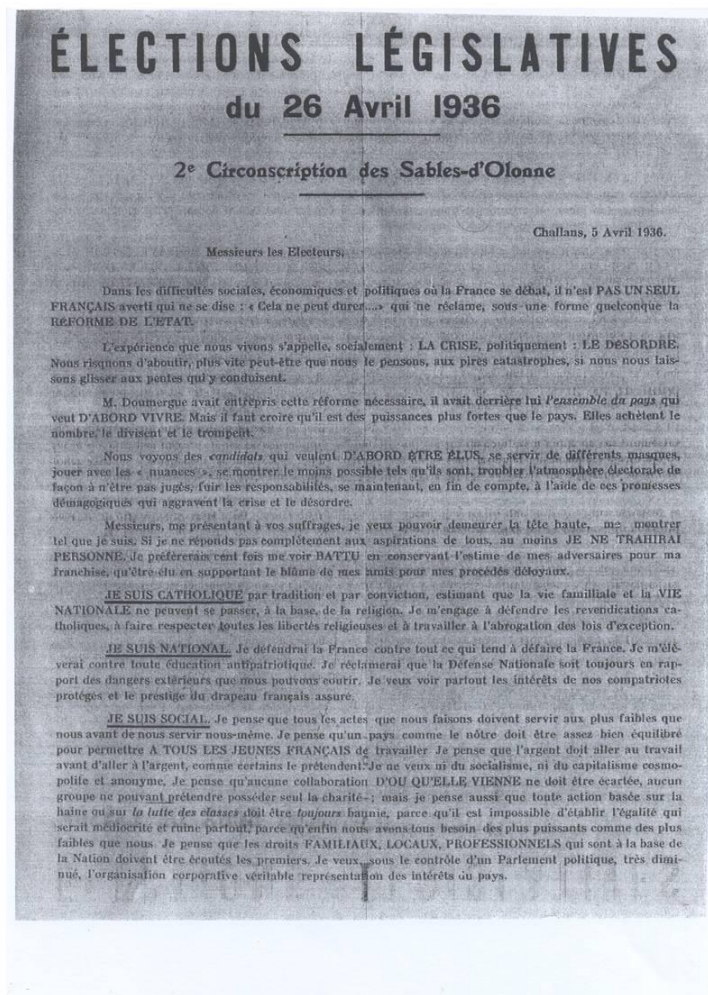 ÉLECTIONS LÉGISLATIVES
du 26 Avril 1936
2e Circonscription des Sables-d'Olonne
Challans, 5 Avril 1936.
Messieurs les Electeurs,
Dans les difficultés sociales, économiques et politiques où la France se débat, il n'est PAS UN SEUL
FRANÇAIS averti qui ne se dise : « Cela ne peut durer....» qui ne réclame, sous une forme quelconque la
RÉFORME DE L'ETAT.
L'expérience que nous vivons s'appelle, socialement : LA CRISE, politiquement : LE DÉSORDRE.
Nous risquons d'aboutir, plus vite peut-être que nous le pensons, aux pires catastrophes, si nous nous lais-
sons glisser aux pentes qui y conduisent.
M. Doumergue avait entrepris cette réforme nécessaire, il avait derrière lui l'ensemble du pays qui
veut D'ABORD VIVRE. Mais il faut croire qu'il est des puissances plus fortes que le pays. Elles achètent le
nombre, le divisent et le trompent.
Nous voyons des candidats qui veulent D'ABORD ÊTRE ÉLUS, se servir de différents masques,
jouer avec les « nuances », se montrer le moins possible tels qu'ils sont, troubler l'atmosphère électorale de
façon à n'être pas jugés, fuir les responsabilités, se maintenant, en fin de compte, à l'aide de ces promesses
démagogiques qui aggravent la crise et le désordre.
Messieurs, me présentant à vos suffrages, je veux pouvoir demeurer la tête haute, me montrer
tel que je suis. Si je ne réponds pas complètement aux aspirations de tous, au moins JE NE TRAHIRAI
PERSONNE. Je préférerais cent fois me voir BATTU en conservant l'estime de mes adversaires pour ma
franchise, qu'être élu en supportant le blâme de mes amis pour mes procédés déloyaux.
JE SUIS CATHOLIQUE par tradition et par conviction, estimant que la vie familliale et la VIE
NATIONALE ne peuvent se passer, à la base, de la religion. Je m'engage à défendre les revendications ca-
tholiques, à faire respecter toutes les libertés religieuses et à travailler à l'abrogation des lois d'exception.
JE SUIS NATIONAL. Je défendrai la France contre tout ce qui tend à défaire la France. Je m'élè-
verai contre toute éducation antipatriotique. Je réclamerai que la Défense Nationale soit toujours en rap-
port des dangers extérieurs que nous pouvons courir. Je veux voir partout les intérêts de nos compatriotes
protégés et le prestige du drapeau français assuré.
JE SUIS SOCIAL. Je pense que tous les actes que nous faisons doivent servir aux plus faibles que
nous avant de nous servir nous-même. Je pense qu'un pays comme le nôtre doit être assez bien équilibré
pour permettre A TOUS LES JEUNES FRANÇAIS de travailler. Je pense que l'argent doit aller au travail
avant d'aller à l'argent, comme certains le prétendent. Je ne veux ni du socialisme, ni du capitalisme cosmo-
polite et anonyme. Je pense qu'aucune collaboration D'OU QU'ELLE VIENNE ne doit être écartée, aucun
groupe ne pouvant prétendre posséder seul la charité ; mais je pense aussi que toute action basée sur la
haine ou sur la lutte des classes doit être toujours bannie, parce qu'il est impossible d'établir l'égalité qui
serait médiocrité et ruine partout, parce qu'enfin nous avons tous besoin des plus puissants comme des plus
faibles que nous. Je pense que les droits FAMILIAUX, LOCAUX, PROFESSIONNELS qui sont à la base de
la Nation doivent être écoutés les premiers. Je veux, sous le contrôle d'un Parlement politique, très dimi-
nué, l'organisation corporative véritable représentation des intérêts du pays.